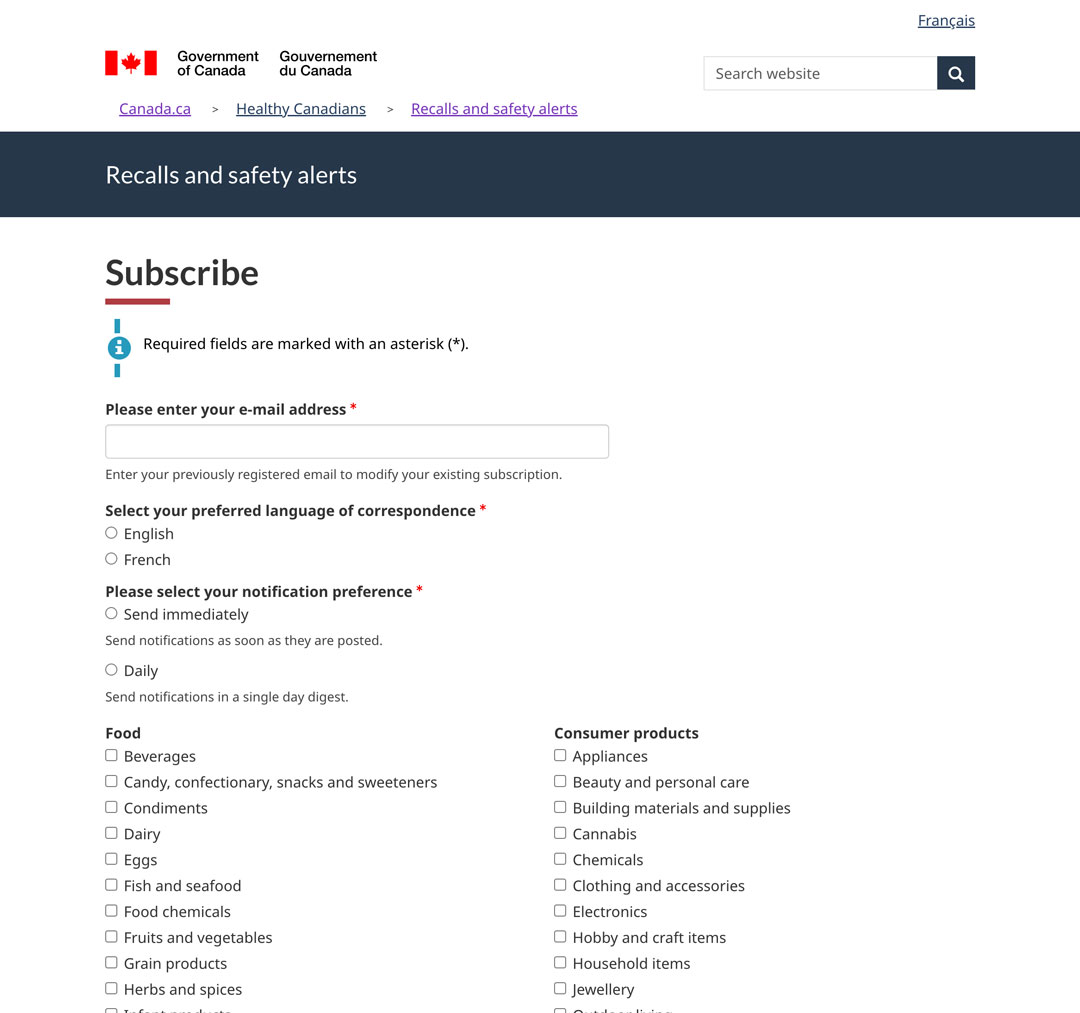 Français
Government of Canada
Gouvernement du Canada
Search website
Canada.ca > Healthy Canadians > Recalls and safety alerts
Recalls and safety alerts
Subscribe
Required fields are marked with an asterisk (*).
Please enter your e-mail address *
Enter your previously registered email to modify your existing subscription.
Select your preferred language of correspondence *
English
French
Please select your notification preference *
Send immediately
Send notifications as soon as they are posted.
Daily
Send notifications in a single day digest.
Food
Beverages
Candy, confectionary, snacks and sweeteners
Condiments
Dairy
Eggs
Fish and seafood
Food chemicals
Fruits and vegetables
Grain products
Herbs and spices
Infant products
Consumer products
Appliances
Beauty and personal care
Building materials and supplies
Cannabis
Chemicals
Clothing and accessories
Electronics
Hobby and craft items
Household items
Jewellery
Outdoor living